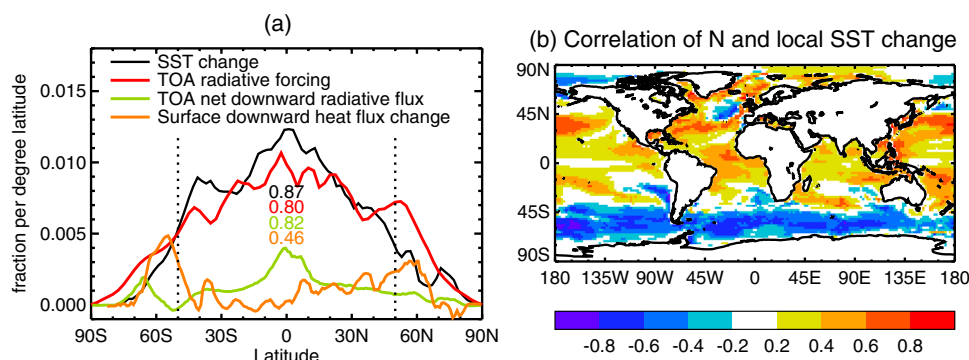 (a)
SST change
TOA radiative forcing
TOA net downward radiative flux
Surface downward heat flux change
fraction per degree latitude
0.015
0.010
0.005
0.000
0.87
0.80
0.82
0.46
90S 60S 30S 0 30N 60N 90N
Latitude
(b) Correlation of N and local SST change
90N
45N
0
45S
90S
180 135W 90W 45W 0 45E 90E 135E 180
-0.8 -0.6 -0.4 -0.2 0.2 0.4 0.6 0.8